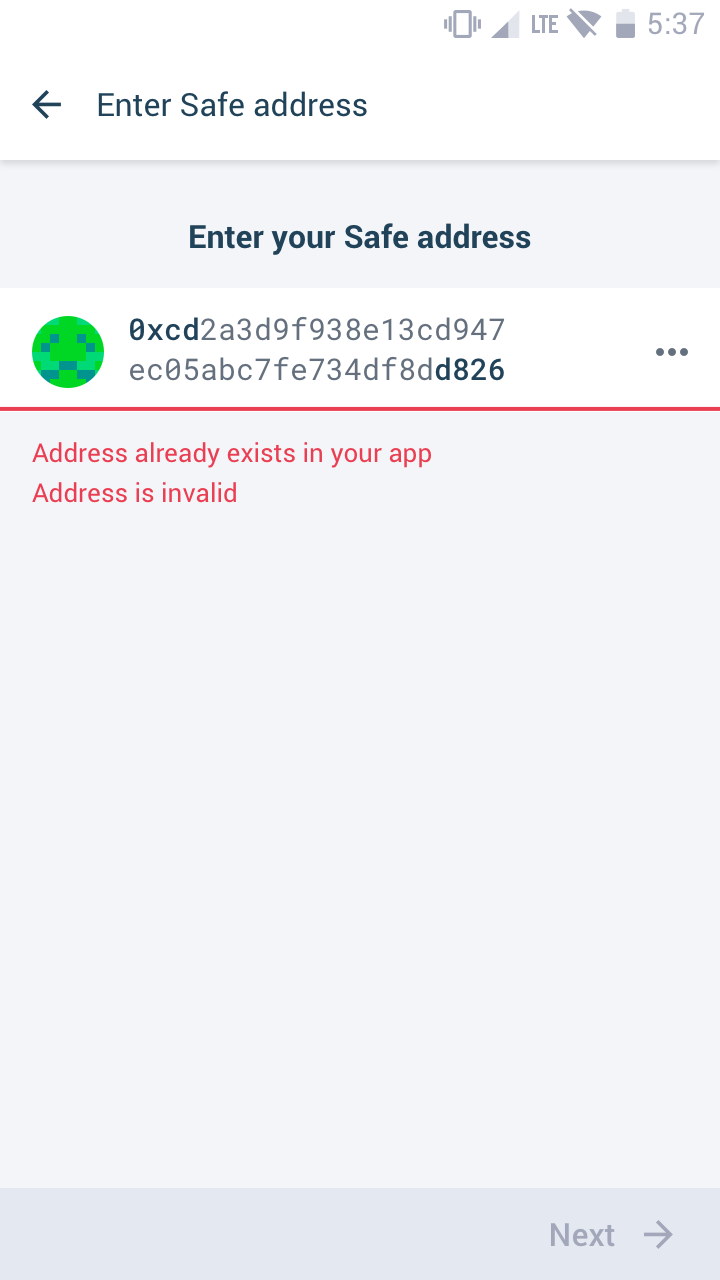 LTE 5:37
Enter Safe address
Enter your Safe address
0xcd2a3d9f938e13cd947
ec05abc7fe734df8dd826
Address already exists in your app
Address is invalid
Next